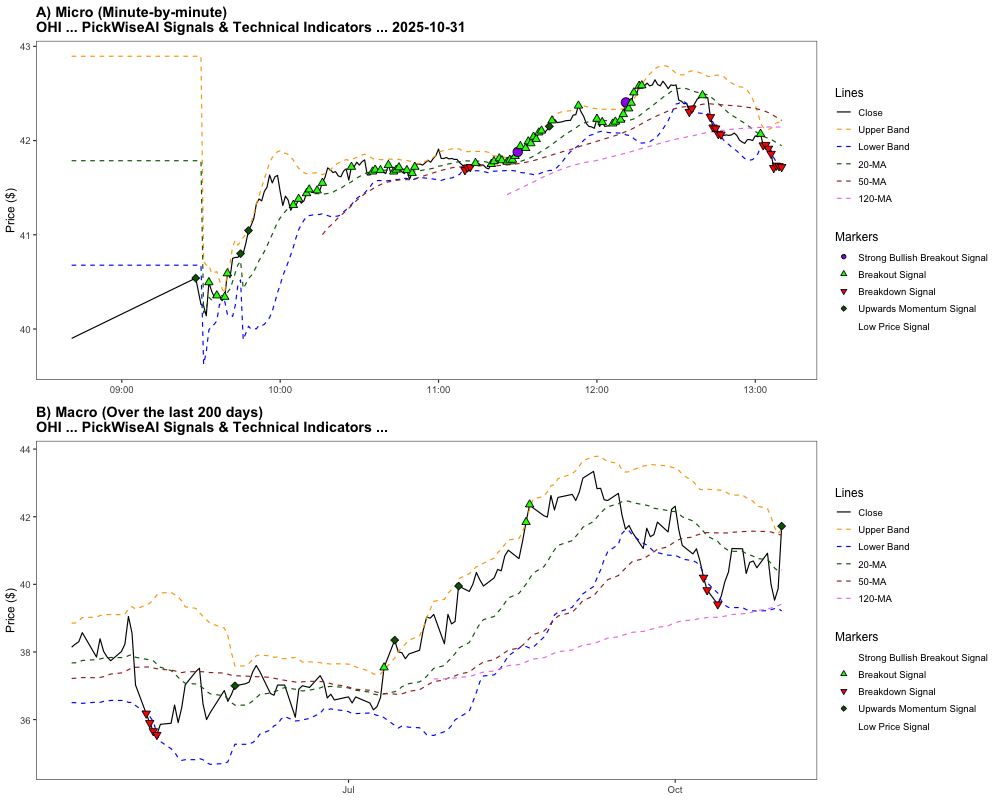 A) Micro (Minute-by-minute)
OHI ... PickWiseAI Signals & Technical Indicators ... 2025-10-31
Price ($)
43
42
41
40
09:00
10:00
11:00
12:00
13:00
Lines
Close
Upper Band
Lower Band
20-MA
50-MA
120-MA
Markers
Strong Bullish Breakout Signal
Breakout Signal
Breakdown Signal
Upwards Momentum Signal
Low Price Signal
B) Macro (Over the last 200 days)
OHI ... PickWiseAI Signals & Technical Indicators ...
Price ($)
44
42
40
38
36
Jul
Oct
Lines
Close
Upper Band
Lower Band
20-MA
50-MA
120-MA
Markers
Strong Bullish Breakout Signal
Breakout Signal
Breakdown Signal
Upwards Momentum Signal
Low Price Signal